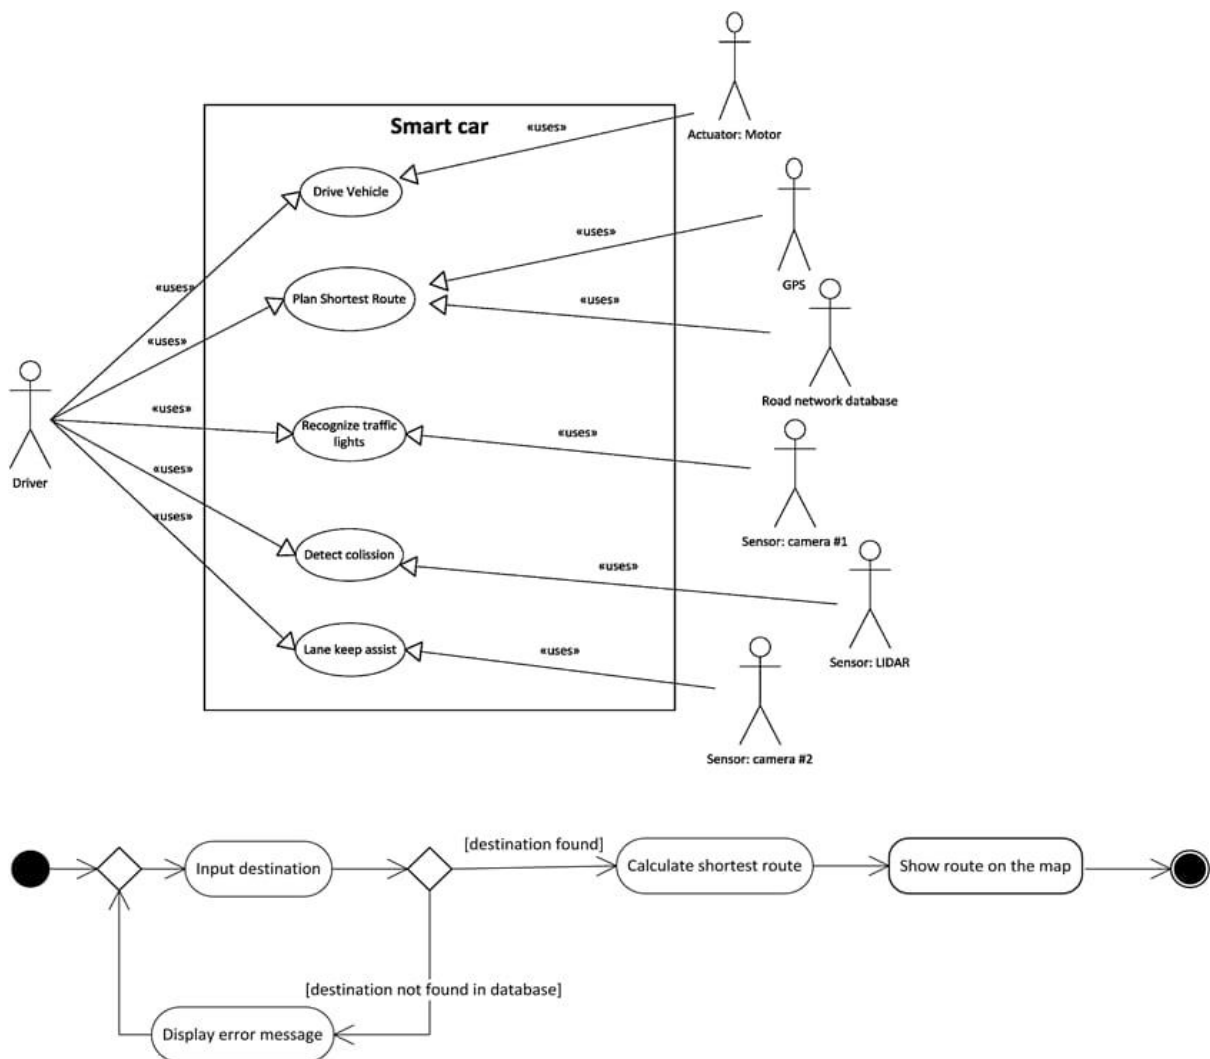 Smart car
«uses»
Actuator: Motor
Drive Vehicle
«uses»
GPS
«uses»
Plan Shortest Route
«uses»
«uses»
Road network database
«uses»
Recognize traffic
lights
«uses»
Driver
«uses»
Sensor: camera #1
«uses»
Detect colission
«uses»
Sensor: LIDAR
Lane keep assist
«uses»
Sensor: camera #2
[destination found]
Input destination
Calculate shortest route
Show route on the map
[destination not found in database]
Display error message